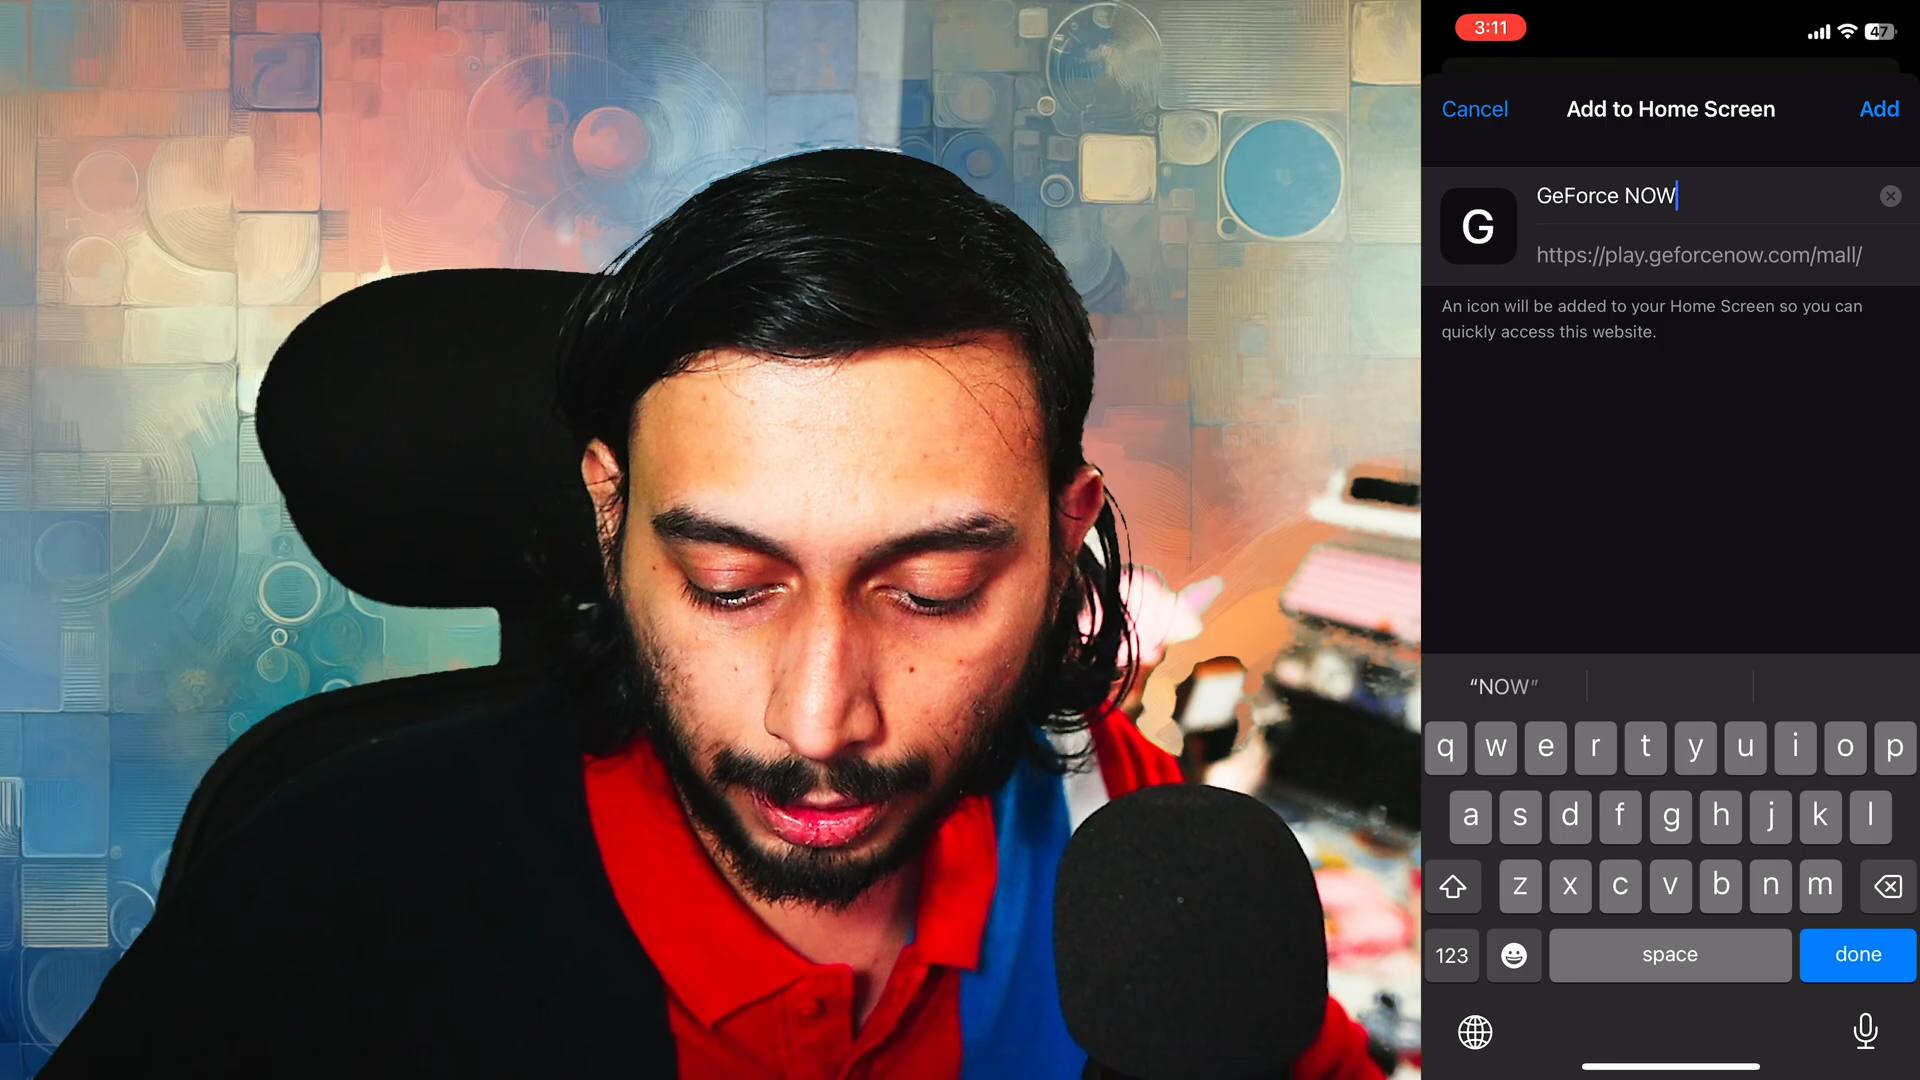 3:11
47
Cancel
Add to Home Screen
Add
G
GeForce NOW
https://play.geforcenow.com/mall/
An icon will be added to your Home Screen so you can
quickly access this website.
“NOW”
q w e r t y u i o p
a s d f g h j k l
z x c v b n m
123
space
done